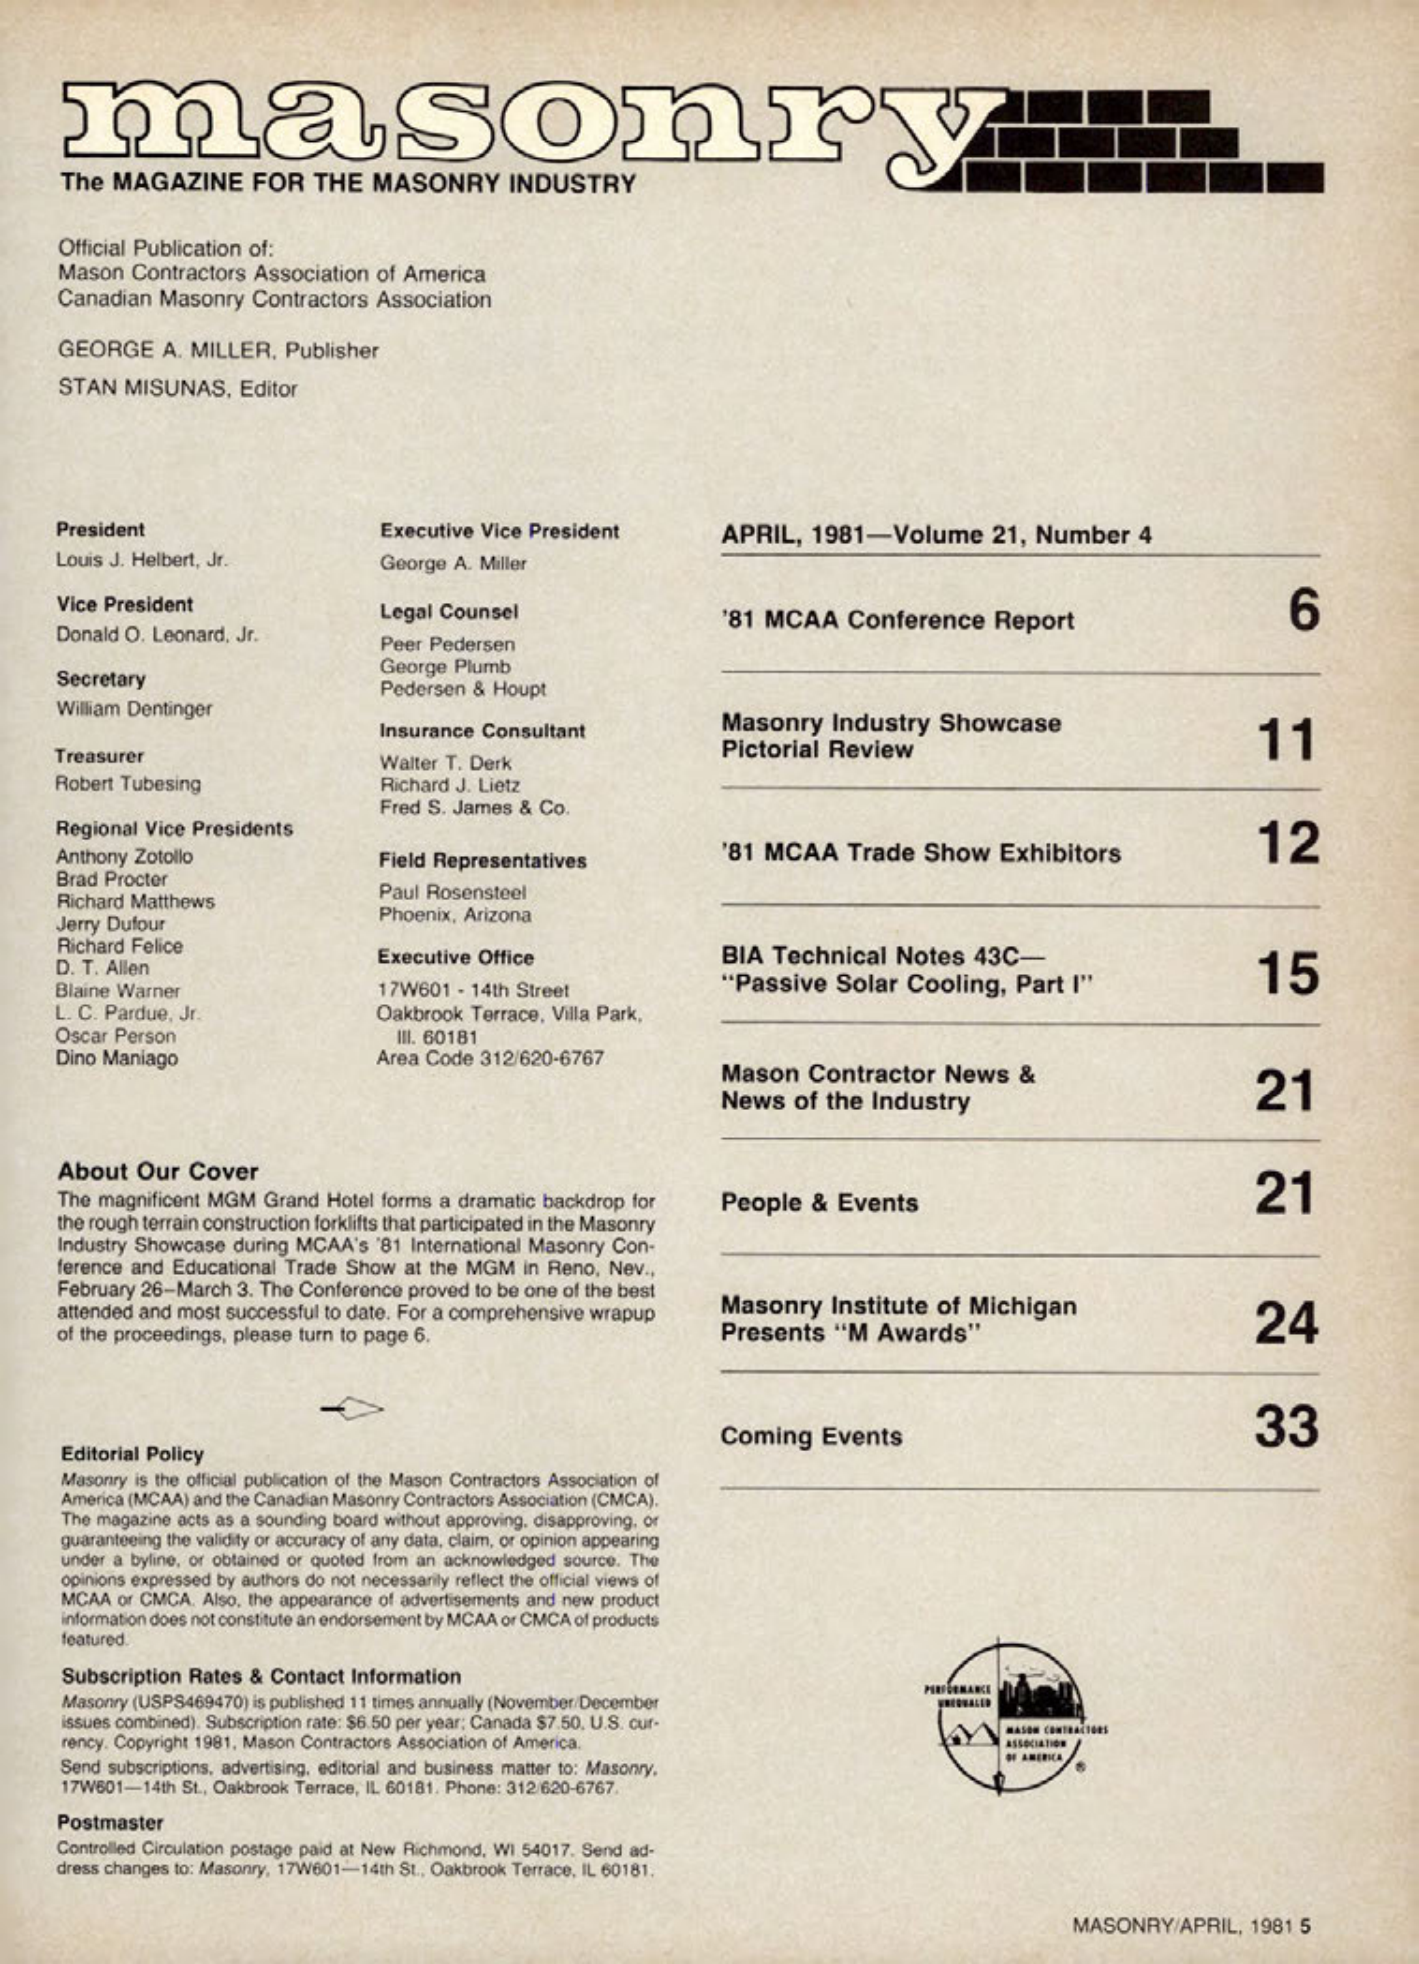 masonry
The MAGAZINE FOR THE MASONRY INDUSTRY
Official Publication of:
Mason Contractors Association of America
Canadian Masonry Contractors Association
GEORGE A. MILLER, Publisher
STAN MISUNAS, Editor
President
Louis J. Helbert, Jr.
Vice President
Donald O. Leonard, Jr.
Secretary
William Dentinger
Treasurer
Robert Tubesing
Regional Vice Presidents
Anthony Zotollo
Brad Procter
Richard Matthews
Jerry Dufour
Richard Felice
D. T. Allen
Blaine Warner
L. C. Pardue, Jr.
Oscar Person
Dino Maniago
Executive Vice President
George A. Miller
Legal Counsel
Peer Pedersen
George Plumb
Pedersen & Houpt
Insurance Consultant
Walter T. Derk
Richard J. Lietz
Fred S. James & Co.
Field Representatives
Paul Rosensteel
Phoenix, Arizona
Executive Office
17W601 - 14th Street
Oakbrook Terrace, Villa Park,
Ill. 60181
Area Code 312/620-6767
About Our Cover
The magnificent MGM Grand Hotel forms a dramatic backdrop for
the rough terrain construction forklifts that participated in the Masonry
Industry Showcase during MCAA's '81 International Masonry Con-
ference and Educational Trade Show at the MGM in Reno, Nev.,
February 26–March 3. The Conference proved to be one of the best
attended and most successful to date. For a comprehensive wrapup
of the proceedings, please turn to page 6.
Editorial Policy
Masonry is the official publication of the Mason Contractors Association of
America (MCAA) and the Canadian Masonry Contractors Association (CMCA).
The magazine acts as a sounding board without approving, disapproving, or
guaranteeing the validity or accuracy of any data, claim, or opinion appearing
under a byline, or obtained or quoted from an acknowledged source. The
opinions expressed by authors do not necessarily reflect the official views of
MCAA or CMCA. Also, the appearance of advertisements and new product
information does not constitute an endorsement by MCAA or CMCA of products
featured.
Subscription Rates & Contact Information
Masonry (USPS469470) is published 11 times annually (November/December
issues combined). Subscription rate: $6.50 per year; Canada $7.50, U.S. cur-
rency. Copyright 1981, Mason Contractors Association of America.
Send subscriptions, advertising, editorial and business matter to: Masonry,
17W601—14th St., Oakbrook Terrace, IL 60181. Phone: 312/620-6767.
Postmaster
Controlled Circulation postage paid at New Richmond, WI 54017. Send ad-
dress changes to: Masonry, 17W601—14th St., Oakbrook Terrace, IL 60181.
APRIL, 1981—Volume 21, Number 4
'81 MCAA Conference Report 6
Masonry Industry Showcase
Pictorial Review 11
'81 MCAA Trade Show Exhibitors 12
BIA Technical Notes 43C—
"Passive Solar Cooling, Part I" 15
Mason Contractor News &
News of the Industry 21
People & Events 21
Masonry Institute of Michigan
Presents "M Awards" 24
Coming Events 33
PERFORMANCE
UNEQUALED
MASON CONTRACTORS
ASSOCIATION
OF AMERICA
®
MASONRY/APRIL, 1981 5